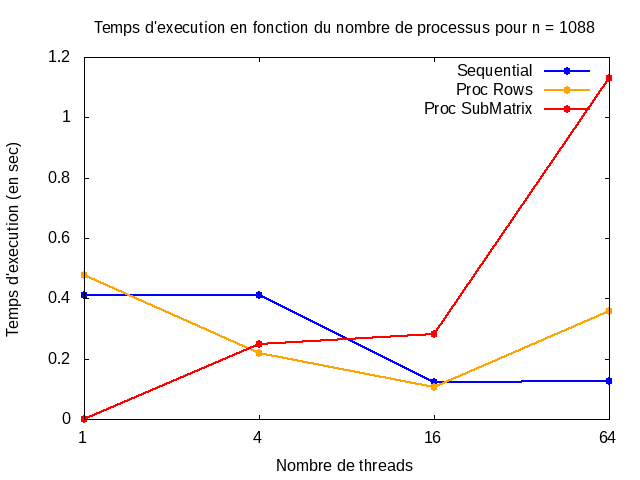 Temps d'execution en fonction du nombre de processus pour n = 1088
1.2
1
0.8
0.6
0.4
0.2
0
Temps d'execution (en sec)
Sequential
Proc Rows
Proc SubMatrix
1
4
16
64
Nombre de threads